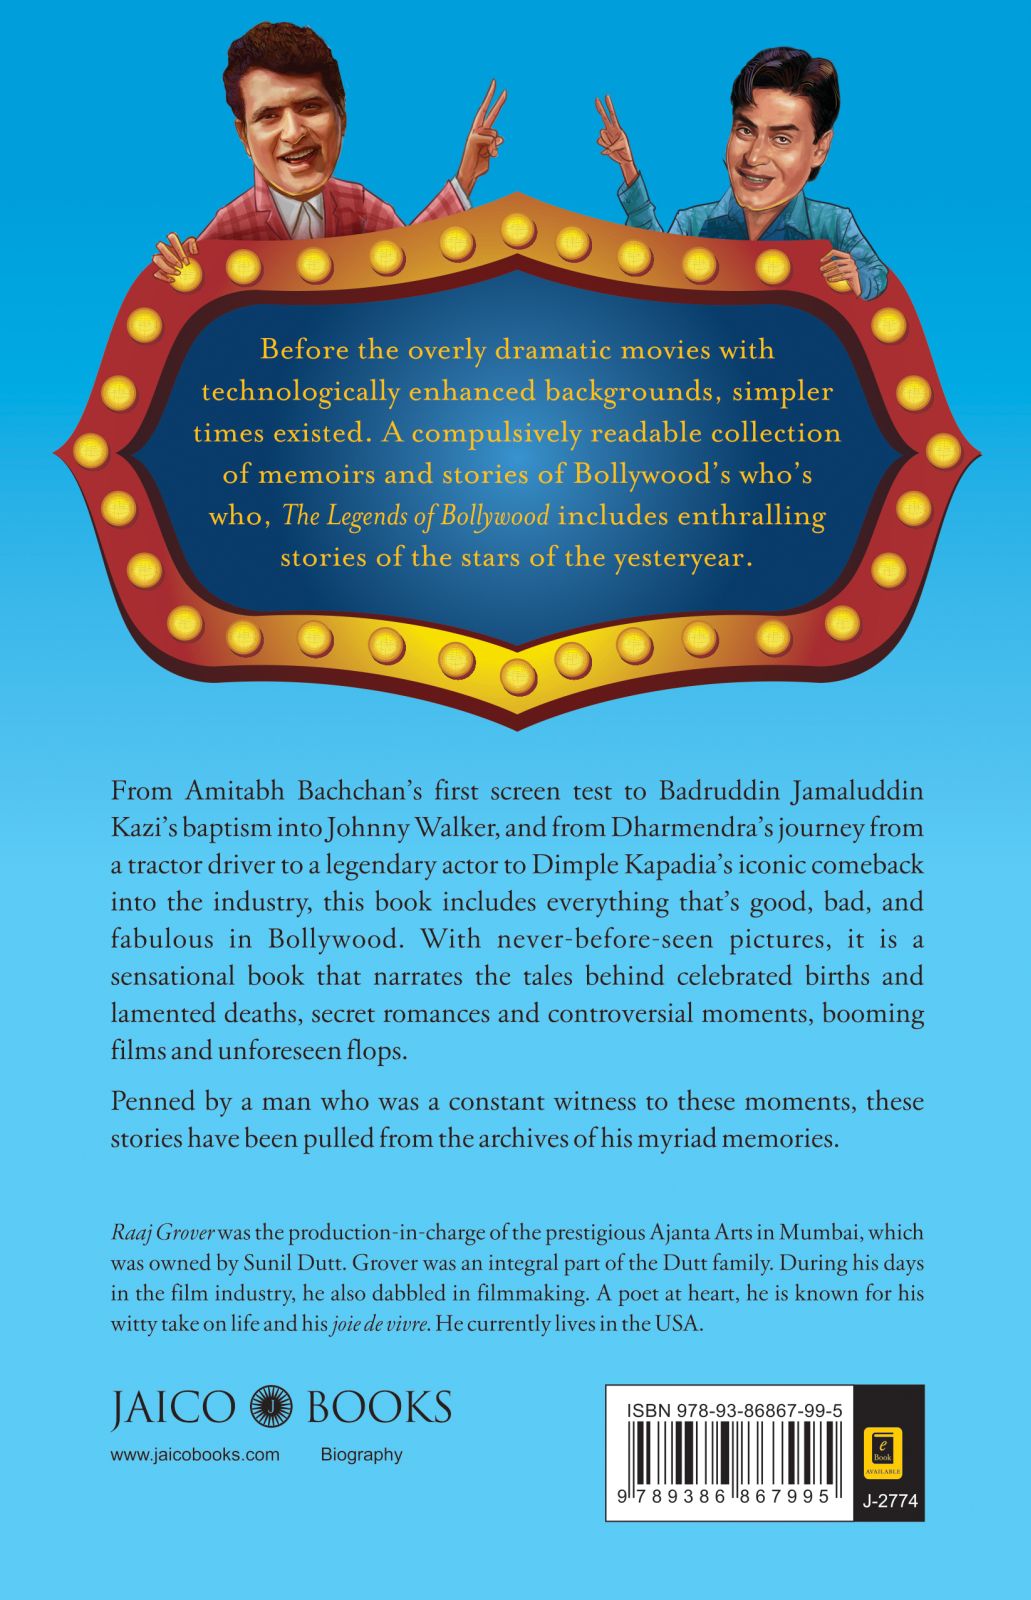 Before the overly dramatic movies with
technologically enhanced backgrounds, simpler
times existed. A compulsively readable collection
of memoirs and stories of Bollywood’s who’s
who, The Legends of Bollywood includes enthralling
stories of the stars of the yesteryear.
From Amitabh Bachchan’s first screen test to Badruddin Jamaluddin
Kazi’s baptism into Johnny Walker, and from Dharmendra’s journey from
a tractor driver to a legendary actor to Dimple Kapadia’s iconic comeback
into the industry, this book includes everything that’s good, bad, and
fabulous in Bollywood. With never-before-seen pictures, it is a
sensational book that narrates the tales behind celebrated births and
lamented deaths, secret romances and controversial moments, booming
films and unforeseen flops.
Penned by a man who was a constant witness to these moments, these
stories have been pulled from the archives of his myriad memories.
Raaj Grover was the production-in-charge of the prestigious Ajanta Arts in Mumbai, which
was owned by Sunil Dutt. Grover was an integral part of the Dutt family. During his days
in the film industry, he also dabbled in filmmaking. A poet at heart, he is known for his
witty take on life and his joie de vivre. He currently lives in the USA.
JAICO J BOOKS
www.jaicobooks.com Biography
ISBN 978-93-86867-99-5
9 789386 867995
e
Book
AVAILABLE
J-2774